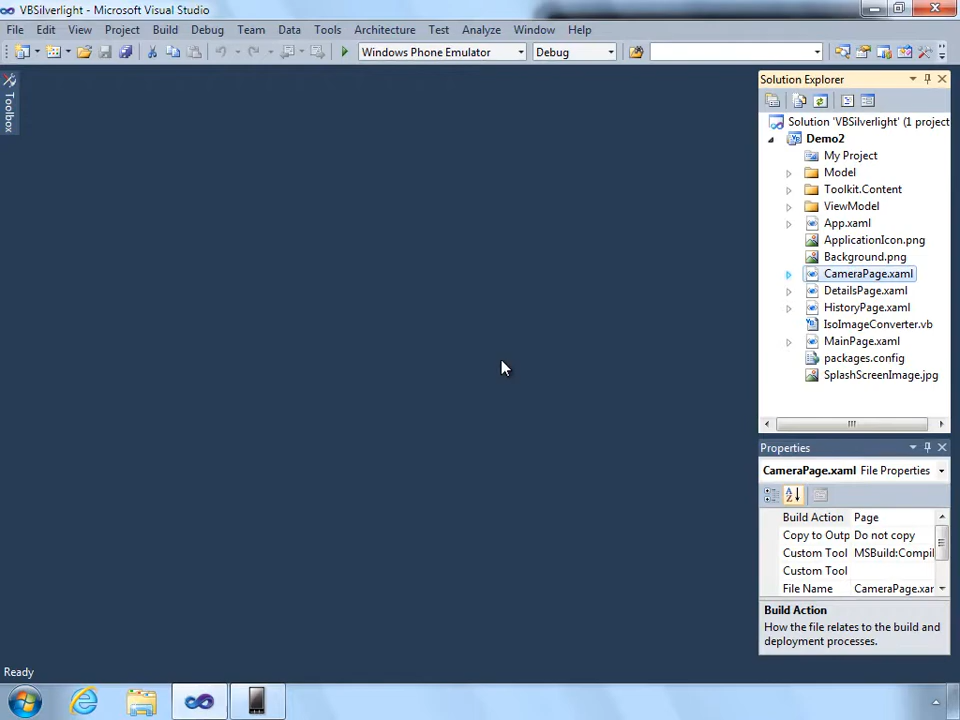 VBSilverlight - Microsoft Visual Studio
File Edit View Project Build Debug Team Data Tools Architecture Test Analyze Window Help
Windows Phone Emulator Debug
Toolbox
Solution Explorer
Solution 'VBSilverlight' (1 project
Demo2
My Project
Model
Toolkit.Content
ViewModel
App.xaml
ApplicationIcon.png
Background.png
CameraPage.xaml
DetailsPage.xaml
HistoryPage.xaml
IsoImageConverter.vb
MainPage.xaml
packages.config
SplashScreenImage.jpg
Properties
CameraPage.xaml File Properties
Build Action Page
Copy to Outp Do not copy
Custom Tool MSBuild:Compil
Custom Tool
File Name CameraPage.xar
Build Action
How the file relates to the build and
deployment processes.
Ready